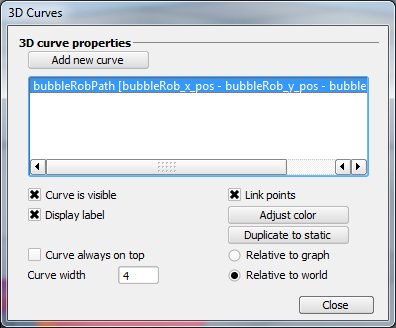 3D Curves
3D curve properties
Add new curve
bubbleRobPath [bubbleRob_x_pos - bubbleRob_y_pos - bubble
Curve is visible
Link points
Display label
Adjust color
Duplicate to static
Curve always on top
Relative to graph
Curve width 4
Relative to world
Close